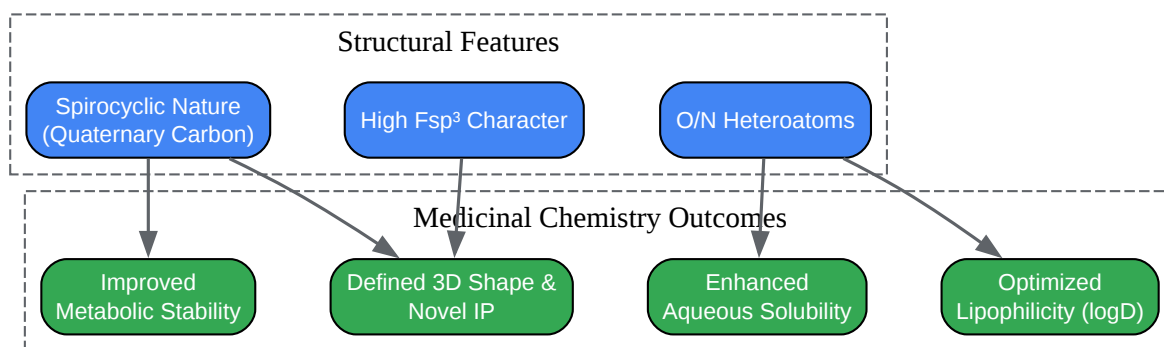 Structural Features
Spirocyclic Nature
(Quaternary Carbon)
High Fsp³ Character
O/N Heteroatoms
Medicinal Chemistry Outcomes
Improved
Metabolic Stability
Defined 3D Shape &
Novel IP
Enhanced
Aqueous Solubility
Optimized
Lipophilicity (logD)